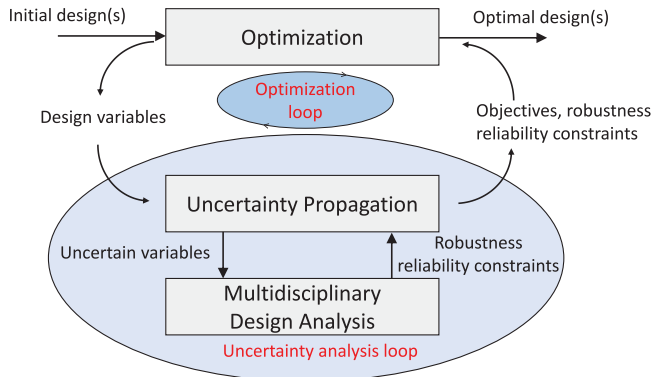 Initial design(s)
Optimal design(s)
Optimization
Optimization
loop
Design variables
Objectives, robustness
reliability constraints
Uncertainty Propagation
Uncertain variables
Robustness
reliability constraints
Multidisciplinary
Design Analysis
Uncertainty analysis loop